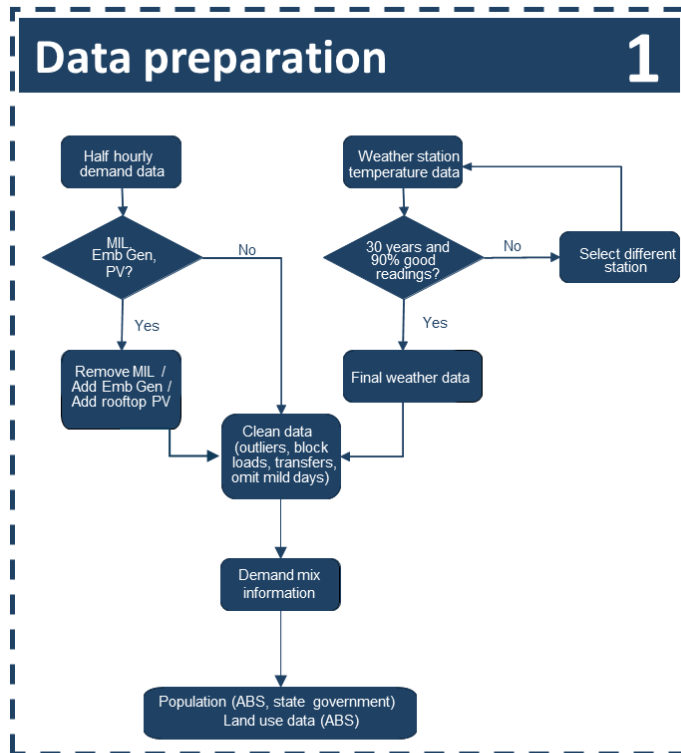 Data preparation
1
Half hourly
demand data
Weather station
temperature data
MIL,
Emb Gen,
PV?
No
30 years and
90% good
readings?
No
Select different
station
Yes
Yes
Remove MIL /
Add Emb Gen /
Add rooftop PV
Final weather data
Clean data
(outliers, block
loads, transfers,
omit mild days)
Demand mix
information
Population (ABS, state government)
Land use data (ABS)